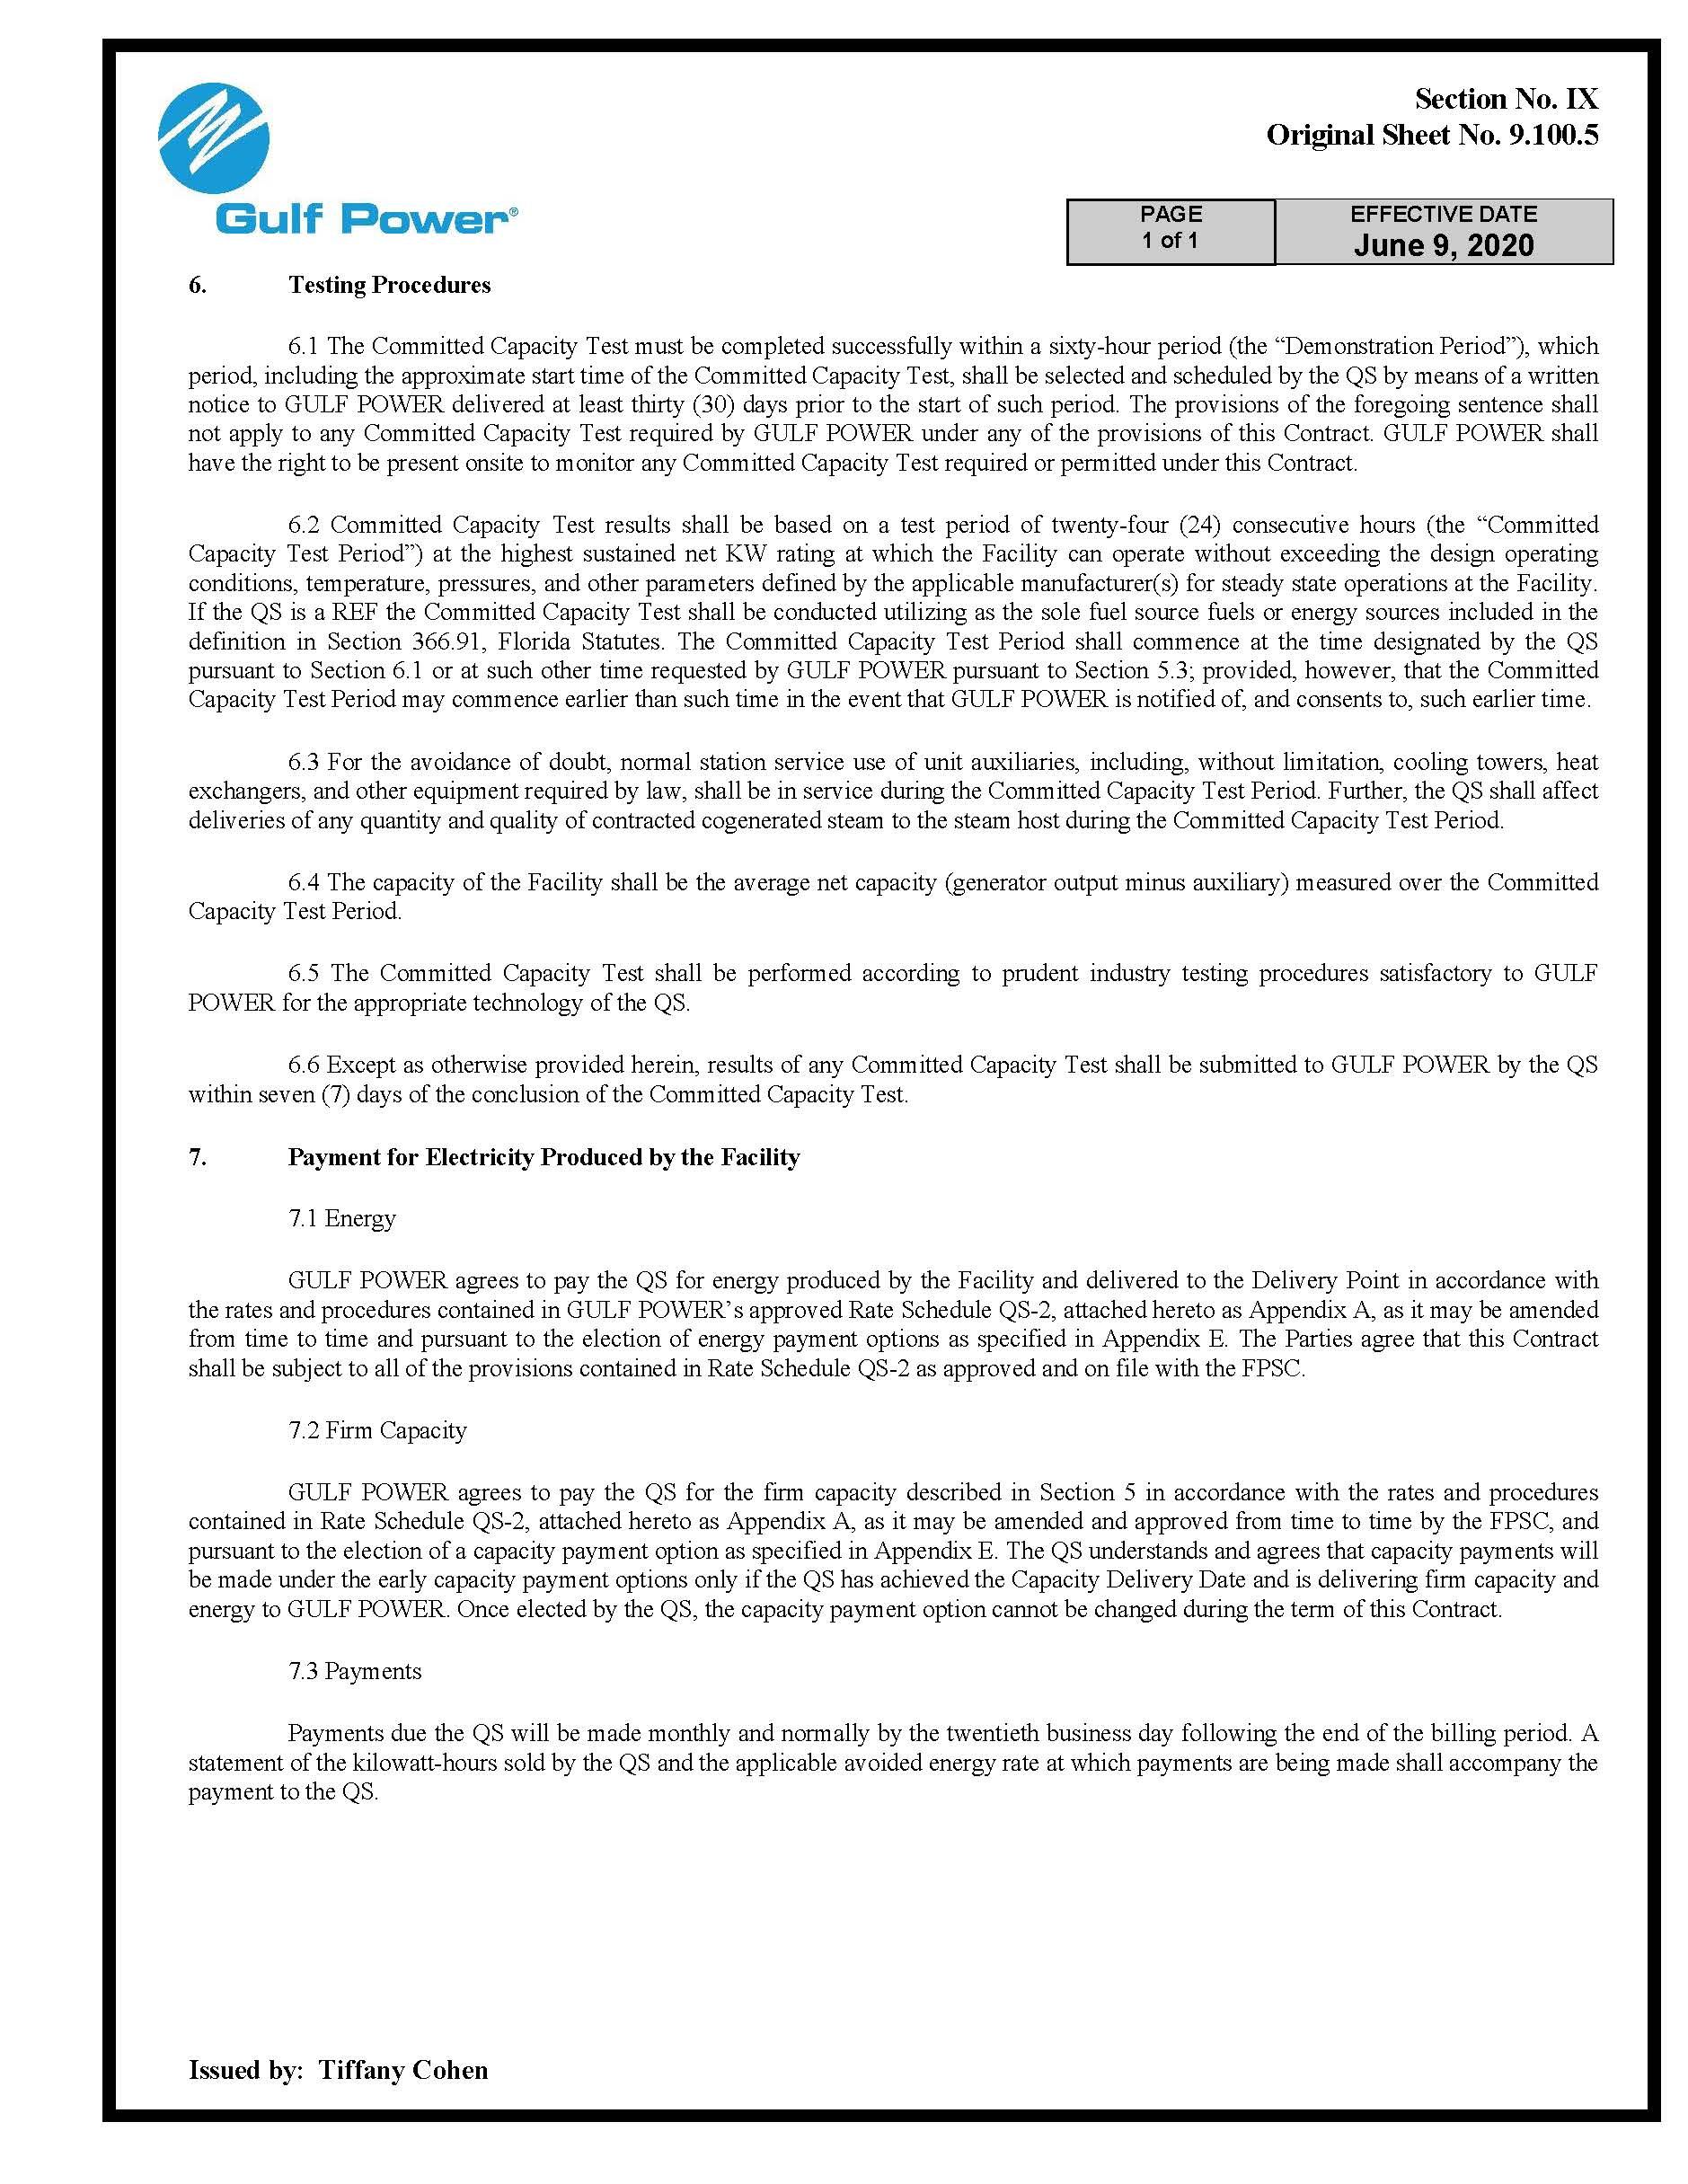 Section No. IX
Original Sheet No. 9.100.5
Gulf Power®
PAGE
1 of 1
EFFECTIVE DATE
June 9, 2020
6. Testing Procedures
6.1 The Committed Capacity Test must be completed successfully within a sixty-hour period (the “Demonstration Period”), which
period, including the approximate start time of the Committed Capacity Test, shall be selected and scheduled by the QS by means of a written
notice to GULF POWER delivered at least thirty (30) days prior to the start of such period. The provisions of the foregoing sentence shall
not apply to any Committed Capacity Test required by GULF POWER under any of the provisions of this Contract. GULF POWER shall
have the right to be present onsite to monitor any Committed Capacity Test required or permitted under this Contract.
6.2 Committed Capacity Test results shall be based on a test period of twenty-four (24) consecutive hours (the “Committed
Capacity Test Period”) at the highest sustained net KW rating at which the Facility can operate without exceeding the design operating
conditions, temperature, pressures, and other parameters defined by the applicable manufacturer(s) for steady state operations at the Facility.
If the QS is a REF the Committed Capacity Test shall be conducted utilizing as the sole fuel source fuels or energy sources included in the
definition in Section 366.91, Florida Statutes. The Committed Capacity Test Period shall commence at the time designated by the QS
pursuant to Section 6.1 or at such other time requested by GULF POWER pursuant to Section 5.3; provided, however, that the Committed
Capacity Test Period may commence earlier than such time in the event that GULF POWER is notified of, and consents to, such earlier time.
6.3 For the avoidance of doubt, normal station service use of unit auxiliaries, including, without limitation, cooling towers, heat
exchangers, and other equipment required by law, shall be in service during the Committed Capacity Test Period. Further, the QS shall affect
deliveries of any quantity and quality of contracted cogenerated steam to the steam host during the Committed Capacity Test Period.
6.4 The capacity of the Facility shall be the average net capacity (generator output minus auxiliary) measured over the Committed
Capacity Test Period.
6.5 The Committed Capacity Test shall be performed according to prudent industry testing procedures satisfactory to GULF
POWER for the appropriate technology of the QS.
6.6 Except as otherwise provided herein, results of any Committed Capacity Test shall be submitted to GULF POWER by the QS
within seven (7) days of the conclusion of the Committed Capacity Test.
7. Payment for Electricity Produced by the Facility
7.1 Energy
GULF POWER agrees to pay the QS for energy produced by the Facility and delivered to the Delivery Point in accordance with
the rates and procedures contained in GULF POWER’s approved Rate Schedule QS-2, attached hereto as Appendix A, as it may be amended
from time to time and pursuant to the election of energy payment options as specified in Appendix E. The Parties agree that this Contract
shall be subject to all of the provisions contained in Rate Schedule QS-2 as approved and on file with the FPSC.
7.2 Firm Capacity
GULF POWER agrees to pay the QS for the firm capacity described in Section 5 in accordance with the rates and procedures
contained in Rate Schedule QS-2, attached hereto as Appendix A, as it may be amended and approved from time to time by the FPSC, and
pursuant to the election of a capacity payment option as specified in Appendix E. The QS understands and agrees that capacity payments will
be made under the early capacity payment options only if the QS has achieved the Capacity Delivery Date and is delivering firm capacity and
energy to GULF POWER. Once elected by the QS, the capacity payment option cannot be changed during the term of this Contract.
7.3 Payments
Payments due the QS will be made monthly and normally by the twentieth business day following the end of the billing period. A
statement of the kilowatt-hours sold by the QS and the applicable avoided energy rate at which payments are being made shall accompany the
payment to the QS.
Issued by: Tiffany Cohen